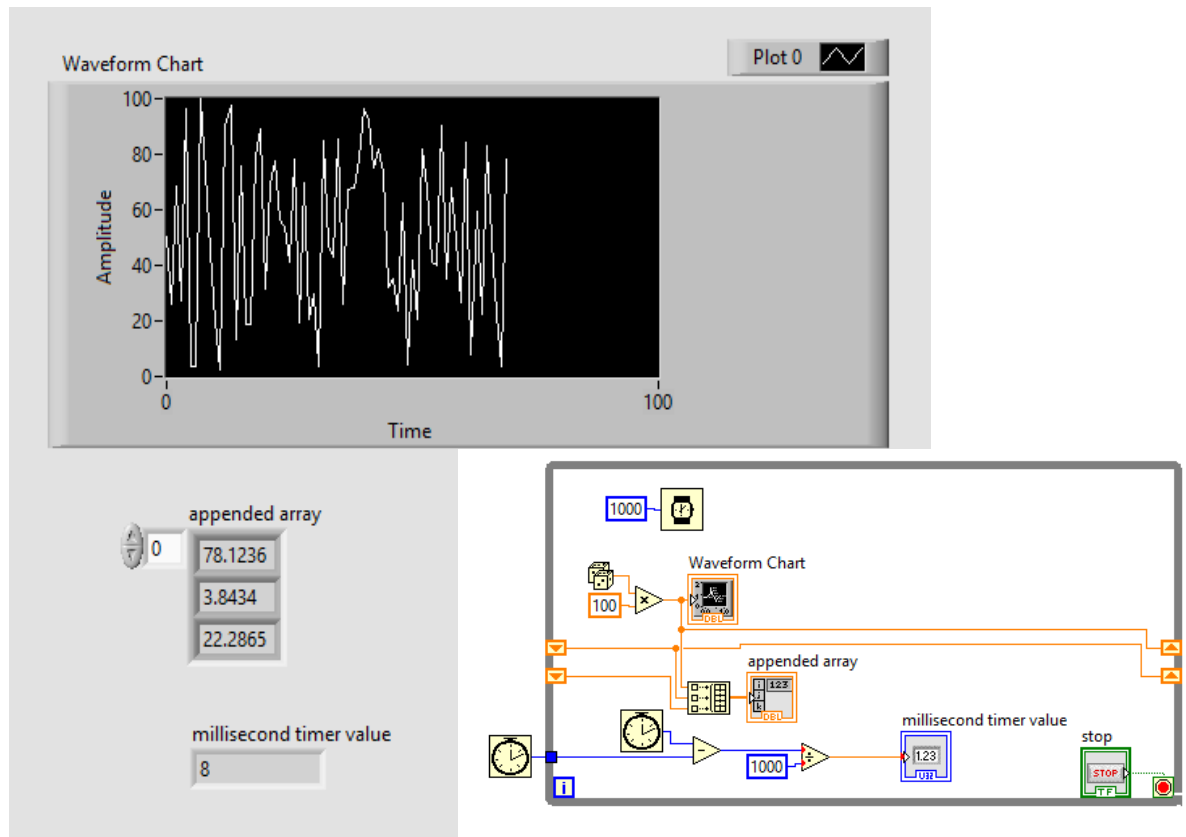 Plot 0
Waveform Chart
100
80
60
40
20
0
Amplitude
0
100
Time
appended array
0
78.1236
3.8434
22.2865
millisecond timer value
8
1000
Waveform Chart
100
DBL
appended array
i
123
j
k
DBL
millisecond timer value
1.23
U32
1000
stop
STOP
TF
i